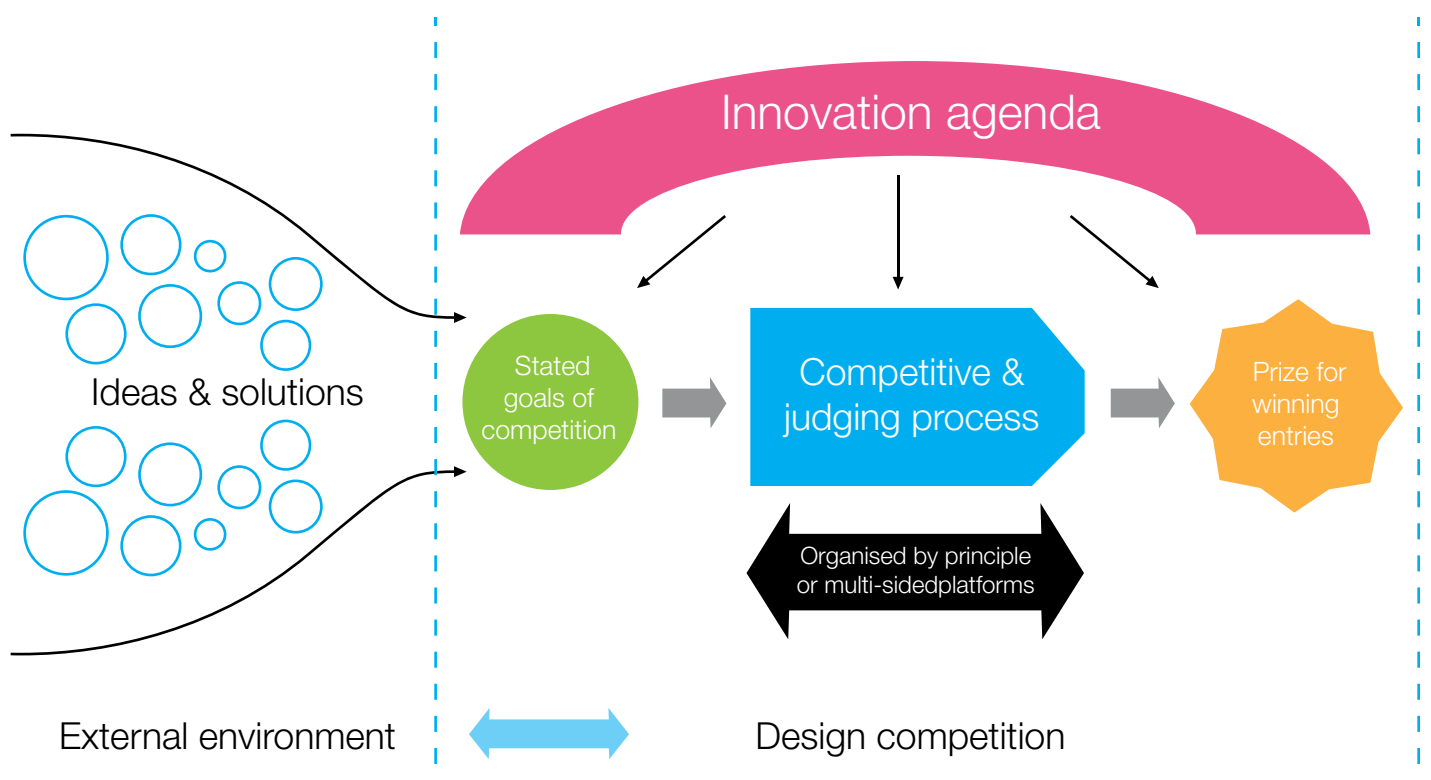 Innovation agenda
Ideas & solutions
Stated
goals of
competition
Competitive &
judging process
Prize for
winning
entries
Organised by principle
or multi-sidedplatforms
External environment
Design competition